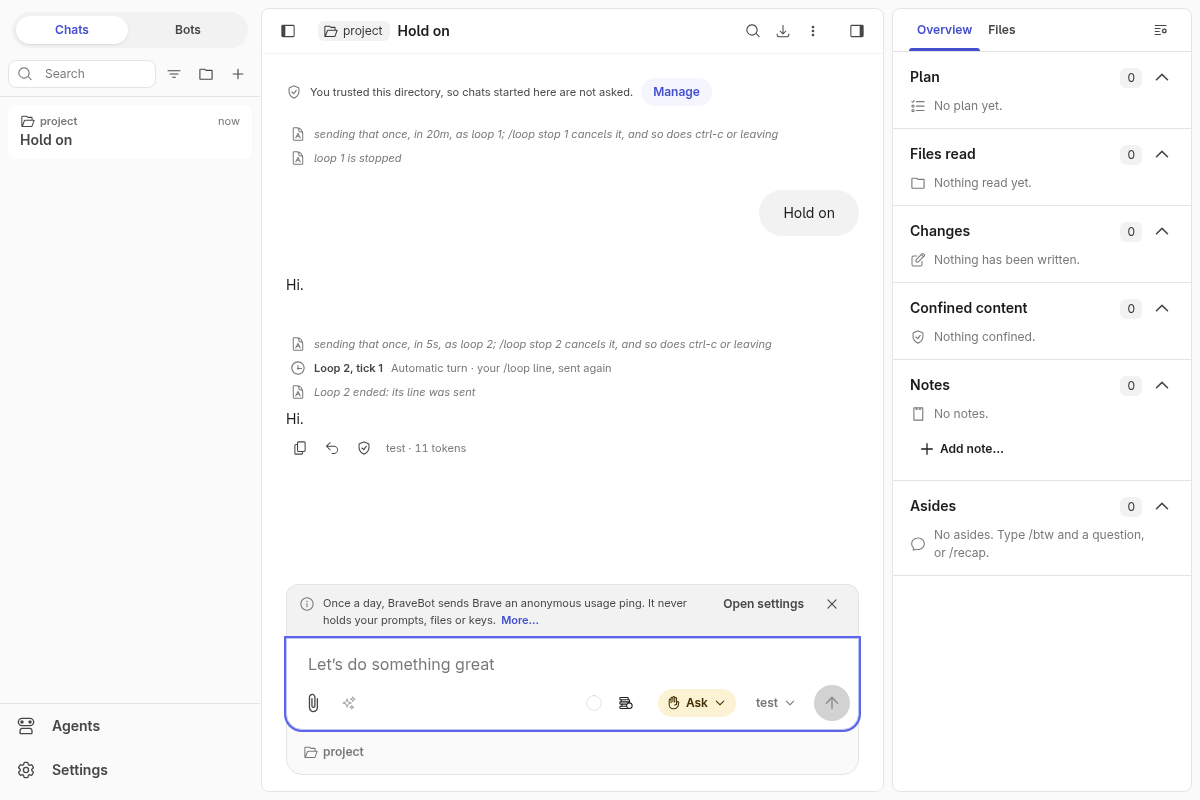 Chats
Bots
Search
project
now
Hold on
Agents
Settings
project
Hold on
You trusted this directory, so chats started here are not asked.
Manage
sending that once, in 20m, as loop 1; /loop stop 1 cancels it, and so does ctrl-c or leaving
loop 1 is stopped
Hold on
Hi.
sending that once, in 5s, as loop 2; /loop stop 2 cancels it, and so does ctrl-c or leaving
Loop 2, tick 1 Automatic turn · your /loop line, sent again
Loop 2 ended: its line was sent
Hi.
test · 11 tokens
Once a day, BraveBot sends Brave an anonymous usage ping. It never
holds your prompts, files or keys. More...
Open settings
Let's do something great
Ask
test
project
Overview
Files
Plan
0
No plan yet.
Files read
0
Nothing read yet.
Changes
0
Nothing has been written.
Confined content
0
Nothing confined.
Notes
0
No notes.
Add note...
Asides
0
No asides. Type /btw and a question,
or /recap.